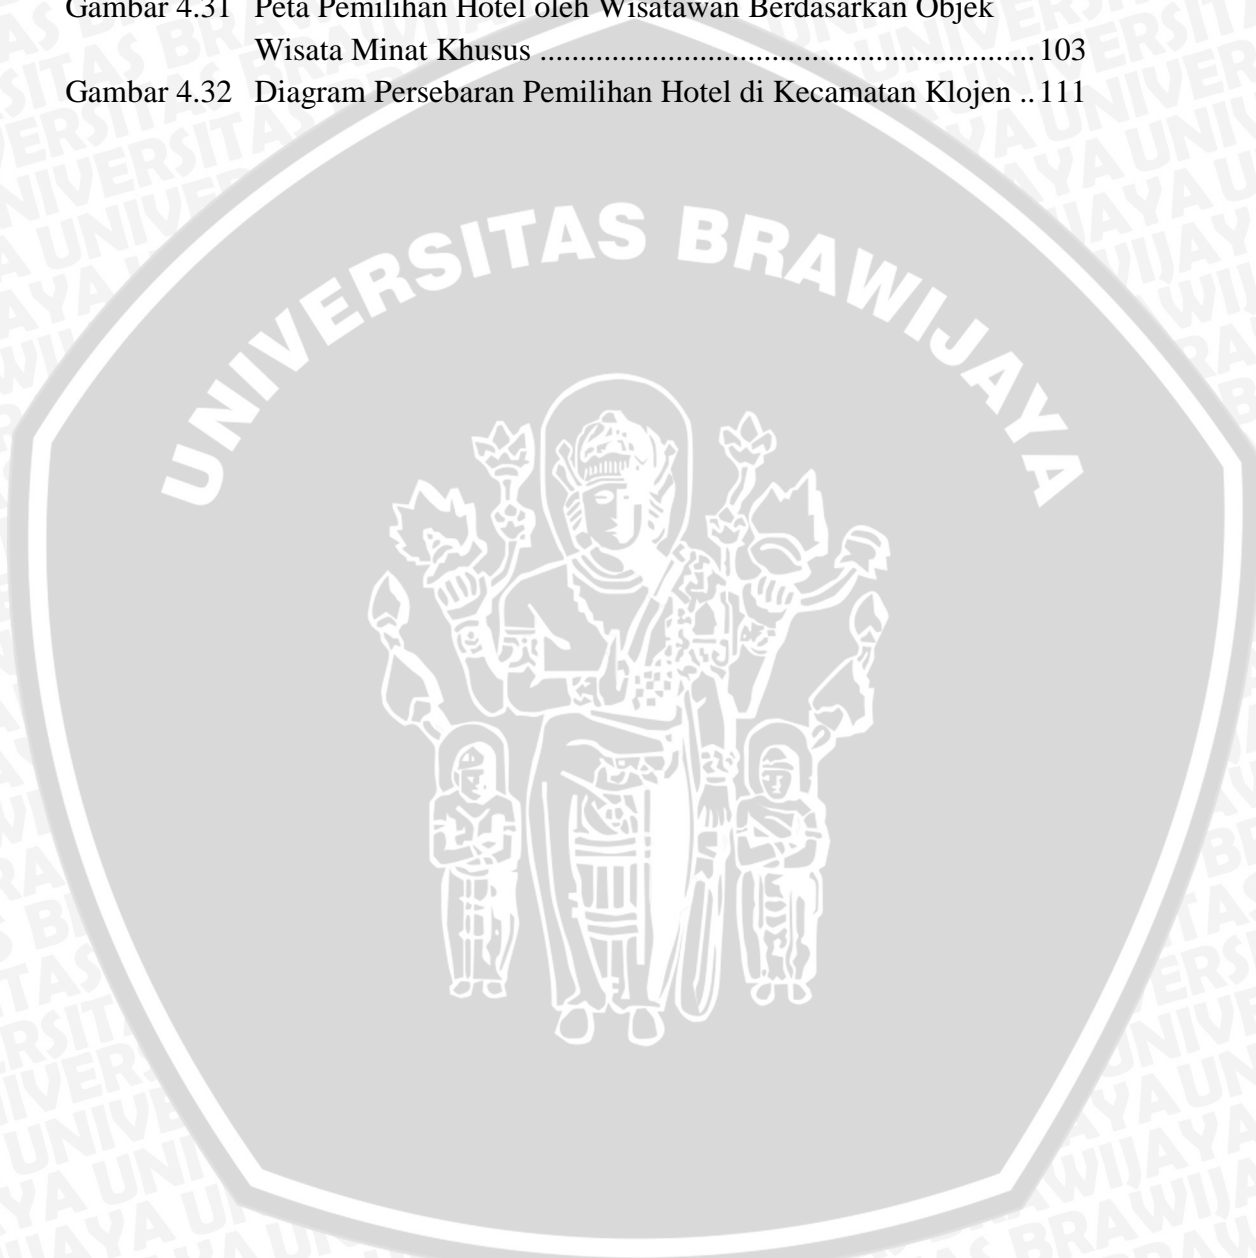 Gambar 4.31 Peta Pemilihan Hotel oleh Wisatawan Berdasarkan Objek
Wisata Minat Khusus ............................................................. 103
Gambar 4.32 Diagram Persebaran Pemilihan Hotel di Kecamatan Klojen .. 111
UNIVERSITAS BRAWIJAYA